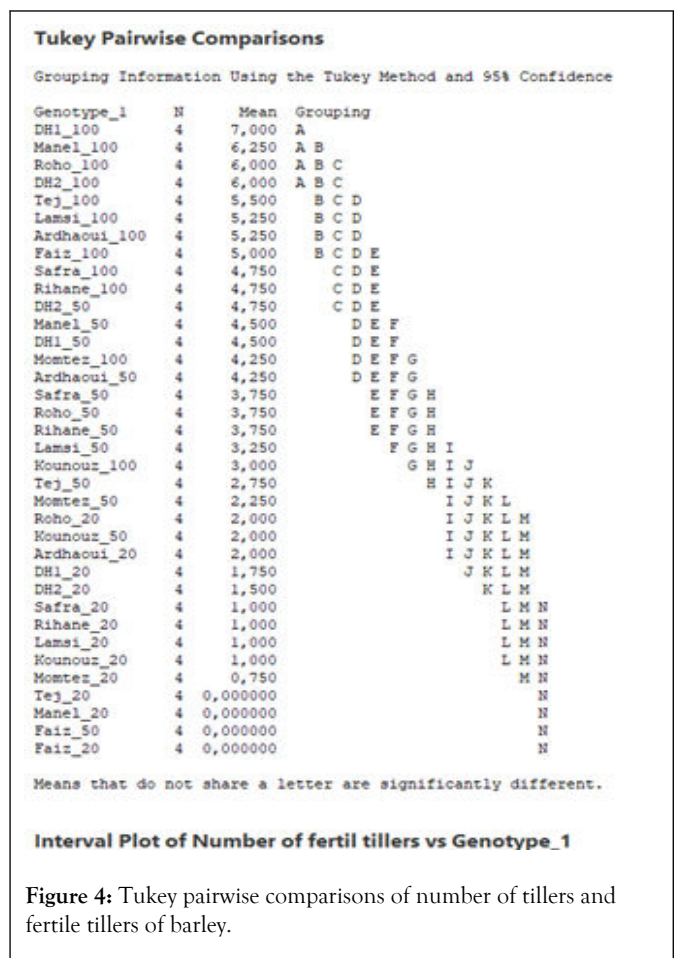 Tukey Pairwise Comparisons
Grouping Information Using the Tukey Method and 95% Confidence
Genotype_1 N Mean Grouping
DH1_100 4 7,000 A
Manel_100 4 6,250 A B
Roho_100 4 6,000 A B C
DH2_100 4 6,000 A B C
Tej_100 4 5,500 B C D
Lamsi_100 4 5,250 B C D
Ardhaoui_100 4 5,250 B C D
Faiz_100 4 5,000 B C D E
Safra_100 4 4,750 C D E
Rihane_100 4 4,750 C D E
DH2_50 4 4,750 C D E
Manel_50 4 4,500 D E F
DH1_50 4 4,500 D E F
Momtez_100 4 4,250 D E F G
Ardhaoui_50 4 4,250 D E F G
Safra_50 4 3,750 E F G H
Roho_50 4 3,750 E F G H
Rihane_50 4 3,750 E F G H
Lamsi_50 4 3,250 F G H I
Kounouz_100 4 3,000 G H I J
Tej_50 4 2,750 H I J K
Momtez_50 4 2,250 I J K L
Roho_20 4 2,000 I J K L M
Kounouz_50 4 2,000 I J K L M
Ardhaoui_20 4 2,000 I J K L M
DH1_20 4 1,750 J K L M
DH2_20 4 1,500 K L M
Safra_20 4 1,000 L M N
Rihane_20 4 1,000 L M N
Lamsi_20 4 1,000 L M N
Kounouz_20 4 1,000 L M N
Momtez_20 4 0,750 M N
Tej_20 4 0,000000 N
Manel_20 4 0,000000 N
Faiz_50 4 0,000000 N
Faiz_20 4 0,000000 N
Means that do not share a letter are significantly different.
Interval Plot of Number of fertil tillers vs Genotype_1
Figure 4: Tukey pairwise comparisons of number of tillers and
fertile tillers of barley.